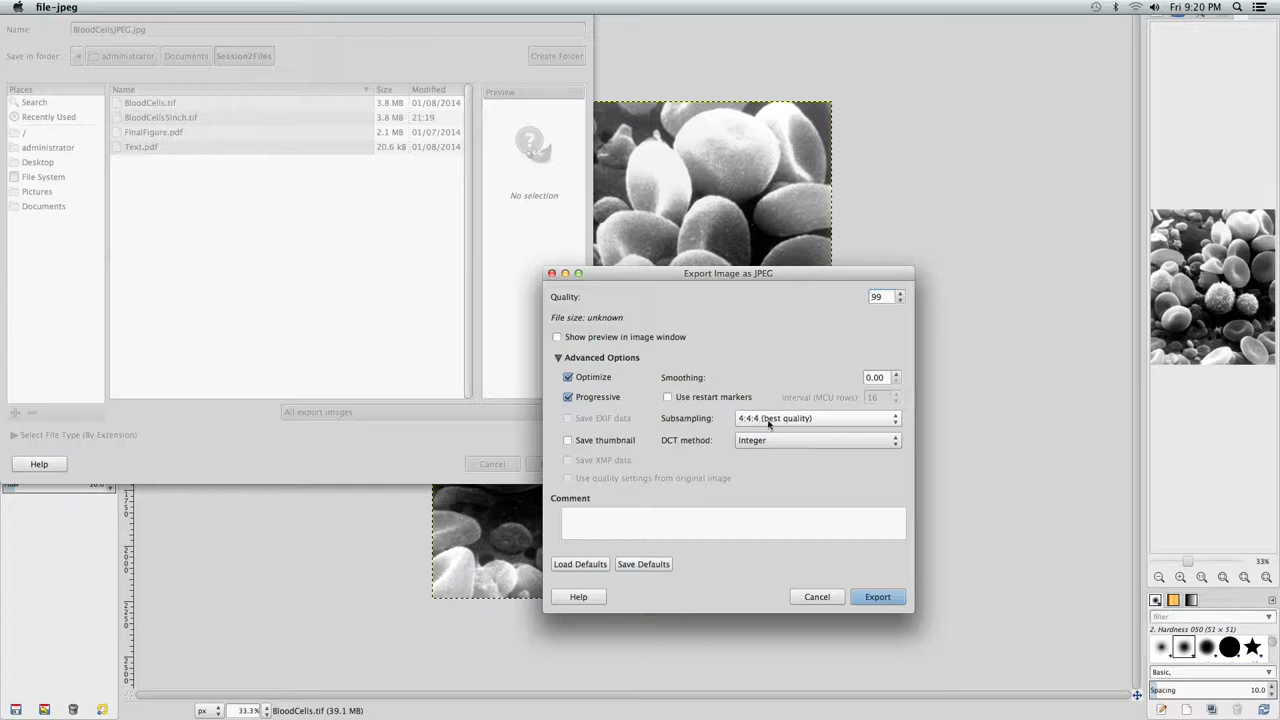 file-jpeg
Fri 9:20 PM
Name: BloodCellsJPEG.jpg
Save in folder: administrator Documents Session2Files Create Folder
Places
Search
Recently Used
/
administrator
Desktop
File System
Pictures
Documents
Name Size Modified
BloodCells.tif 3.8 MB 01/08/2014
BloodCells5Inch.tif 3.8 MB 21:19
FinalFigure.pdf 2.1 MB 01/07/2014
Text.pdf 20.6 kB 01/08/2014
Preview
No selection
All export images
Select File Type (By Extension)
Help
Cancel
Export Image as JPEG
Quality: 99
File size: unknown
Show preview in image window
Advanced Options
Optimize Smoothing: 0.00
Progressive Use restart markers Interval (MCU rows): 16
Save EXIF data Subsampling: 4:4:4 (best quality)
Save thumbnail DCT method: Integer
Save XMP data
Use quality settings from original image
Comment
Load Defaults Save Defaults
Help Cancel Export
33%
filter
2. Hardness 050 (51 × 51)
Basic,
Spacing 10.0
px 33.3% BloodCells.tif (39.1 MB)